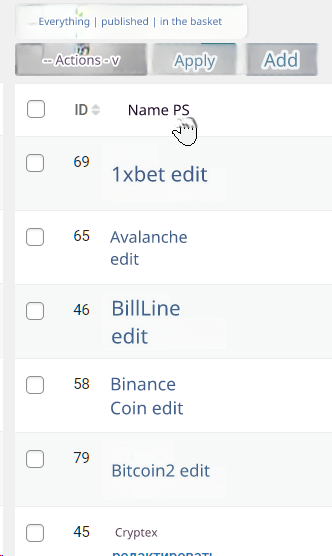 Everything | published | in the basket
-- Actions - v Apply Add
ID Name PS
69 1xbet edit
65 Avalanche
edit
46 BillLine
edit
58 Binance
Coin edit
79 Bitcoin2 edit
45 Cryptex
редактировать